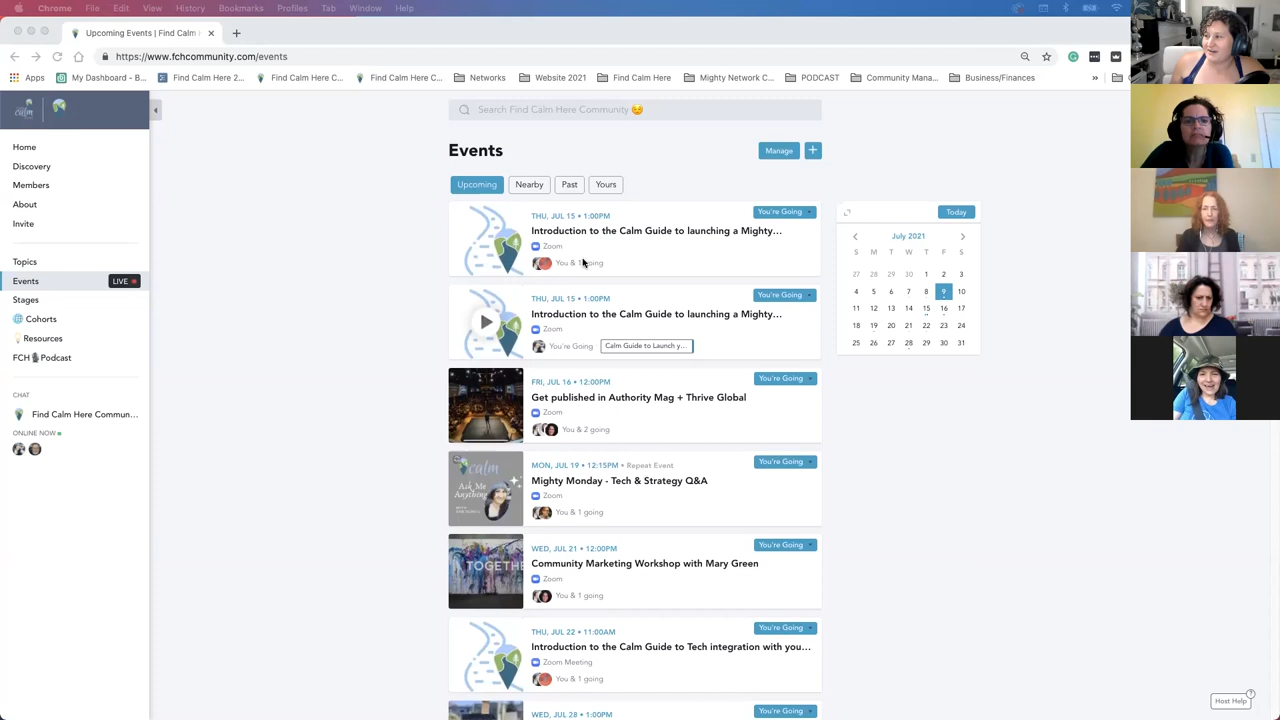 Chrome File Edit View History Bookmarks Profiles Tab Window Help
Upcoming Events | Find Calm H
https://www.fchcommunity.com/events
Apps My Dashboard - B... Find Calm Here 2... Find Calm Here C... Find Calm Here C... Networks Website 2021 Find Calm Here Mighty Network C... PODCAST Community Mana... Business/Finances »
calm
Search Find Calm Here Community 😊
Home
Discovery
Members
About
Invite
Topics
Events LIVE
Stages
Cohorts
Resources
FCH Podcast
CHAT
Find Calm Here Commun...
ONLINE NOW
Events
Manage +
Upcoming Nearby Past Yours
THU, JUL 15 • 1:00PM You're Going
Introduction to the Calm Guide to launching a Mighty...
Zoom
You & 1 going
THU, JUL 15 • 1:00PM You're Going
Introduction to the Calm Guide to launching a Mighty...
Zoom
You're Going Calm Guide to Launch y...
FRI, JUL 16 • 12:00PM You're Going
Get published in Authority Mag + Thrive Global
Zoom
You & 2 going
calm
Ask Me
Anything
MON, JUL 19 • 12:15PM • Repeat Event You're Going
Mighty Monday - Tech & Strategy Q&A
Zoom
You & 1 going
TOGETHE
WED, JUL 21 • 12:00PM You're Going
Community Marketing Workshop with Mary Green
Zoom
You & 1 going
THU, JUL 22 • 11:00AM You're Going
Introduction to the Calm Guide to Tech integration with you...
Zoom Meeting
You & 1 going
WED, JUL 28 • 1:00PM You're Going
Today
July 2021
S M T W T F S
27 28 29 30 1 2 3
4 5 6 7 8 9 10
11 12 13 14 15 16 17
18 19 20 21 22 23 24
25 26 27 28 29 30 31
Host Help ?